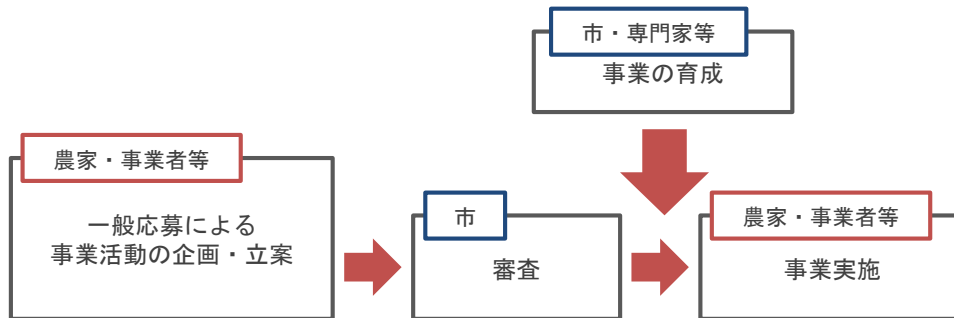 市・専門家等
事業の育成
農家・事業者等
一般応募による
事業活動の企画・立案
市
審査
農家・事業者等
事業実施